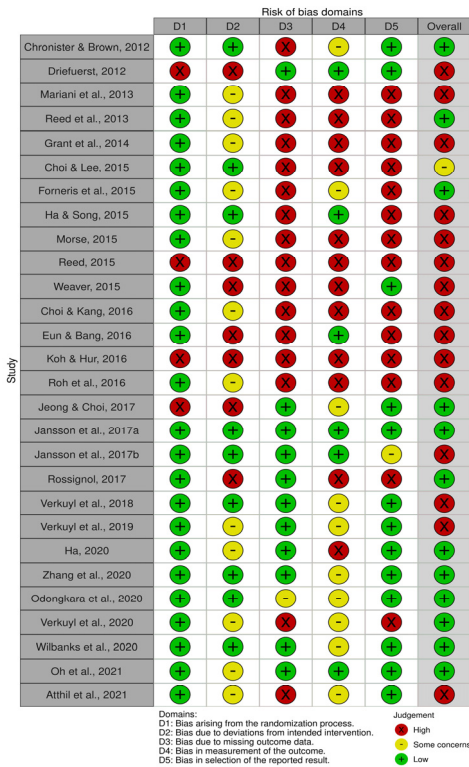 Risk of bias domains
D1 D2 D3 D4 D5 Overall
Study
Chronister & Brown, 2012 + + X - + +
Driefuerst, 2012 X X + + + X
Mariani et al., 2013 + - X X X X
Reed et al., 2013 + - X X X +
Grant et al., 2014 + - X X X X
Choi & Lee, 2015 + + X X X -
Forneris et al., 2015 + - X - X +
Ha & Song, 2015 + + X + X X
Morse, 2015 + - X X X X
Reed, 2015 X X X X X X
Weaver, 2015 + X X X + X
Choi & Kang, 2016 + - X X X X
Eun & Bang, 2016 + X X + X X
Koh & Hur, 2016 X X X X X X
Roh et al., 2016 + - X X X X
Jeong & Choi, 2017 X X + - + +
Jansson et al., 2017a + + + + + +
Jansson et al., 2017b + + + + - X
Rossignol, 2017 + X + X X +
Verkuyl et al., 2018 + + + - + X
Verkuyl et al., 2019 + - + - + X
Ha, 2020 + - + X + +
Zhang et al., 2020 + + + - + +
Odongkara et al., 2020 + + - - + +
Verkuyl et al., 2020 + - X - X +
Wilbanks et al., 2020 + + + - + +
Oh et al., 2021 + - + + + +
Atthil et al., 2021 + - X - + X
Domains:
D1: Bias arising from the randomization process.
D2: Bias due to deviations from intended intervention.
D3: Bias due to missing outcome data.
D4: Bias in measurement of the outcome.
D5: Bias in selection of the reported result.
Judgement
X High
- Some concerns
+ Low